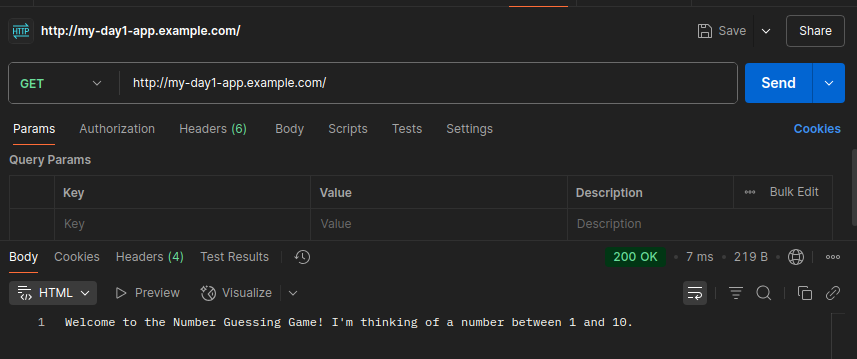 HTTP http://my-day1-app.example.com/ Save Share
GET http://my-day1-app.example.com/ Send
Params Authorization Headers (6) Body Scripts Tests Settings Cookies
Query Params
Key Value Description Bulk Edit
Key Value Description
Body Cookies Headers (4) Test Results 200 OK • 7 ms • 219 B
HTML Preview Visualize
1 Welcome to the Number Guessing Game! I'm thinking of a number between 1 and 10.